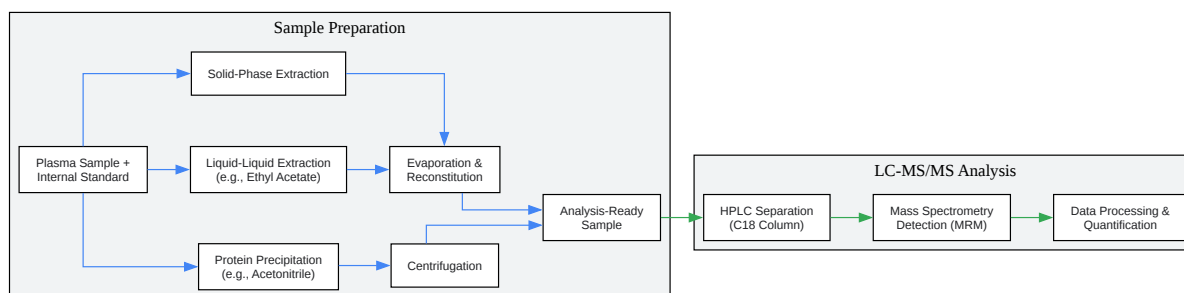 Sample Preparation
Solid-Phase Extraction
Plasma Sample +
Internal Standard
Liquid-Liquid Extraction
(e.g., Ethyl Acetate)
Evaporation &
Reconstitution
Protein Precipitation
(e.g., Acetonitrile)
Centrifugation
Analysis-Ready
Sample
LC-MS/MS Analysis
HPLC Separation
(C18 Column)
Mass Spectrometry
Detection (MRM)
Data Processing &
Quantification